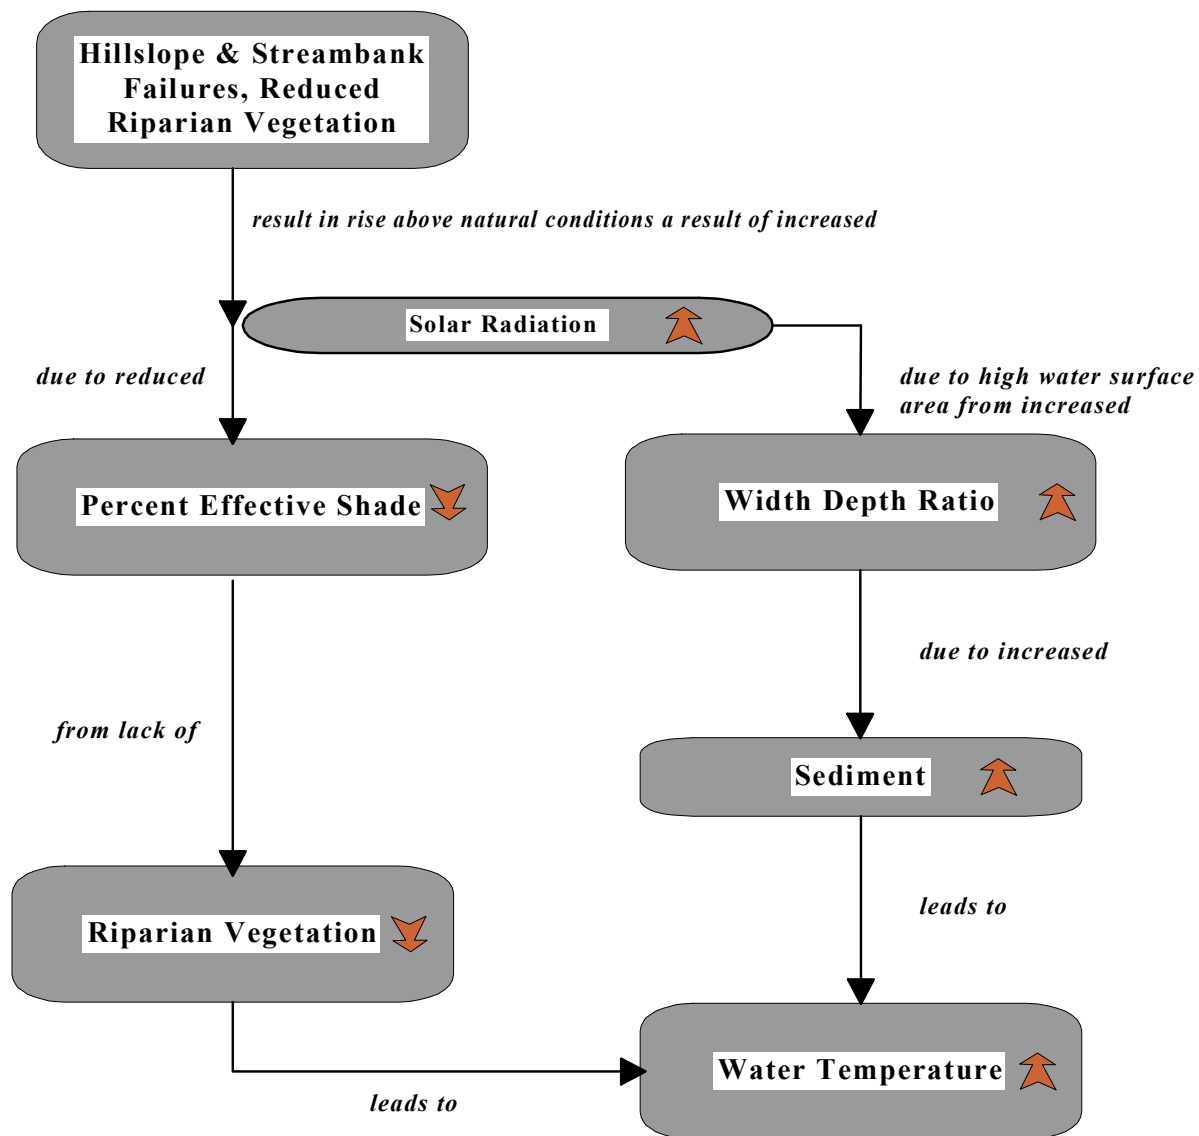 Hillslope & Streambank
Failures, Reduced
Riparian Vegetation
result in rise above natural conditions a result of increased
Solar Radiation
due to reduced
due to high water surface
area from increased
Percent Effective Shade
Width Depth Ratio
due to increased
from lack of
Sediment
leads to
Riparian Vegetation
Water Temperature
leads to